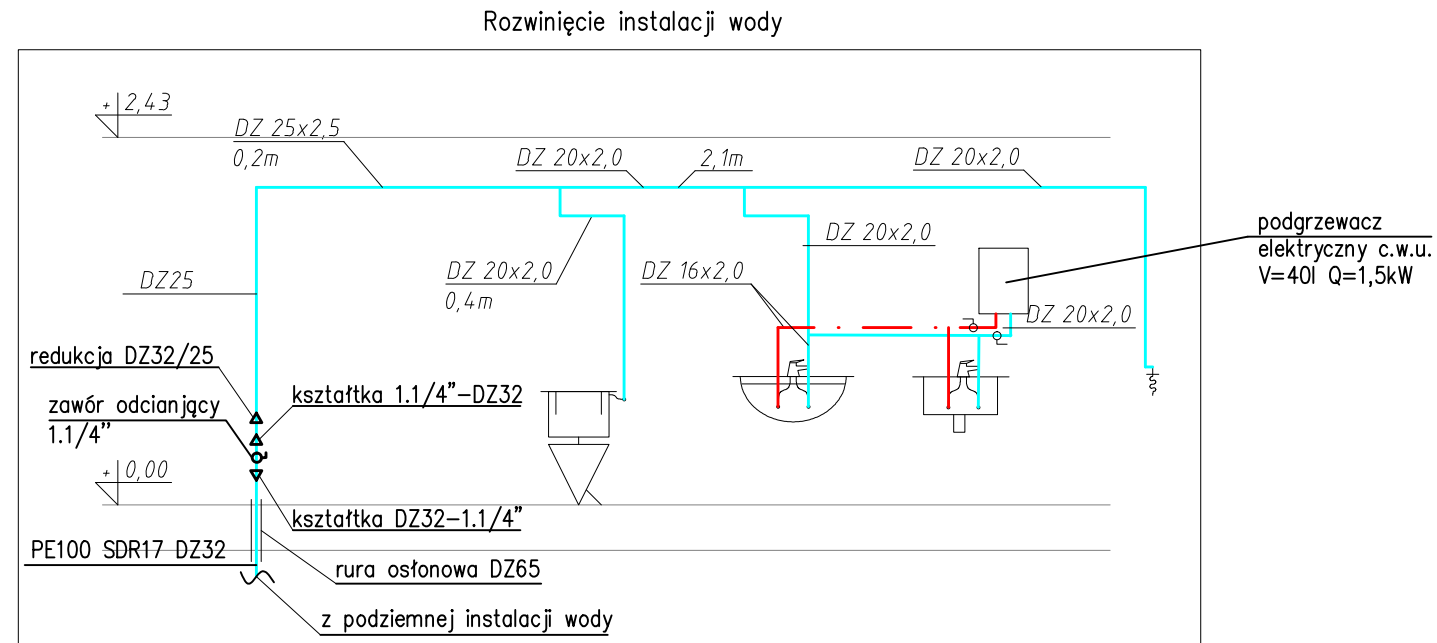 Rozwinięcie instalacji wody
+ 2,43
DZ 25x2,5
0,2m
DZ 20x2,0
2,1m
DZ 20x2,0
podgrzewacz
elektryczny c.w.u.
V=40l Q=1,5kW
DZ 20x2,0
DZ25
DZ 20x2,0
0,4m
DZ 16x2,0
DZ 20x2,0
redukcja DZ32/25
kształtka 1.1/4"-DZ32
zawór odcianjący
1.1/4"
+ 0,00
kształtka DZ32-1.1/4"
PE100 SDR17 DZ32
rura osłonowa DZ65
z podziemnej instalacji wody